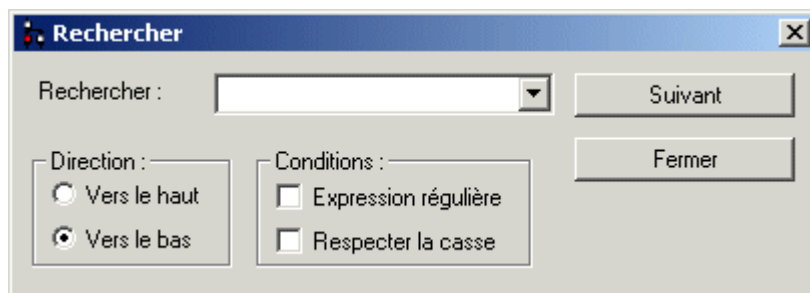 Rechercher
Rechercher :
Suivant
Fermer
Direction :
Vers le haut
Vers le bas
Conditions :
Expression régulière
Respecter la casse